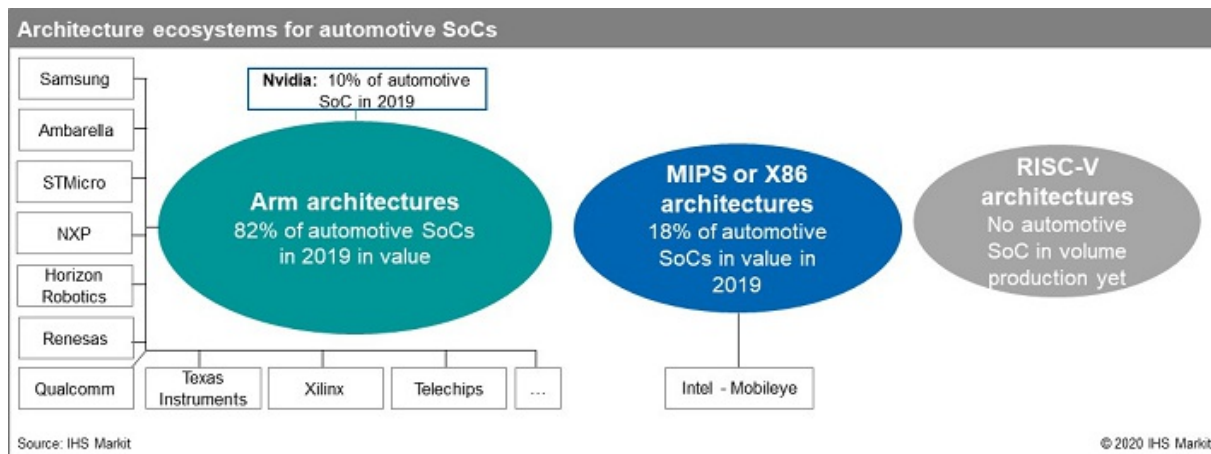 Architecture ecosystems for automotive SoCs
Samsung
Ambarella
STMicro
NXP
Horizon
Robotics
Renesas
Qualcomm
Nvidia: 10% of automotive
SoC in 2019
Arm architectures
82% of automotive SoCs
in 2019 in value
Texas
Instruments
Xilinx
Telechips
...
MIPS or X86
architectures
18% of automotive
SoCs in value in
2019
Intel - Mobileye
RISC-V
architectures
No automotive
SoC in volume
production yet
Source: IHS Markit
© 2020 IHS Markit